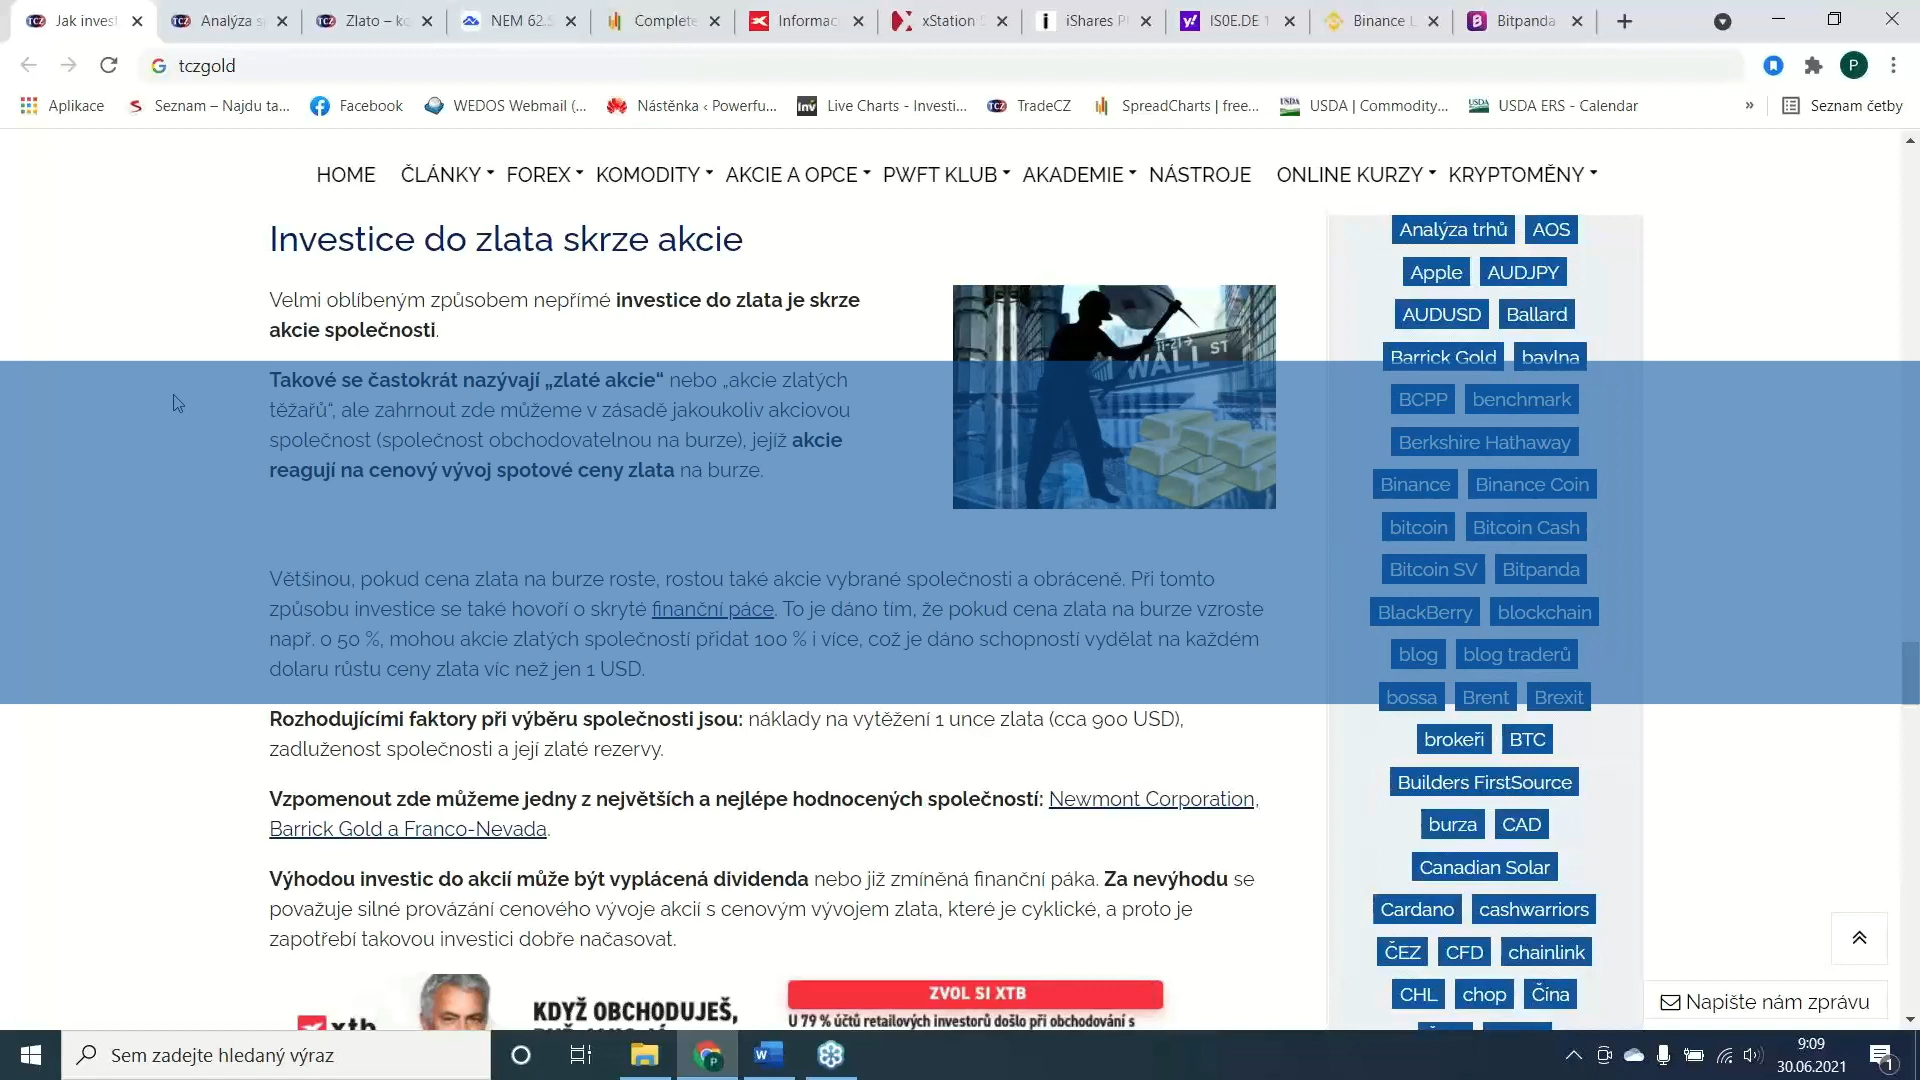 Jak inves
Analýza s
Zlato – ko
NEM 62.5
Complete
Informac
xStation 5
iShares Ph
IS0E.DE 1
Binance L
Bitpanda
tczgold
P
Aplikace
Seznam – Najdu ta...
Facebook
WEDOS Webmail (...
Nástěnka ‹ Powerfu...
Live Charts - Investi...
TradeCZ
SpreadCharts | free...
USDA | Commodity...
USDA ERS - Calendar
»
Seznam četby
HOME
ČLÁNKY
FOREX
KOMODITY
AKCIE A OPCE
PWFT KLUB
AKADEMIE
NÁSTROJE
ONLINE KURZY
KRYPTOMĚNY
Investice do zlata skrze akcie
Velmi oblíbeným způsobem nepřímé investice do zlata je skrze
akcie společnosti.
Takové se častokrát nazývají „zlaté akcie“ nebo „akcie zlatých
těžařů“, ale zahrnout zde můžeme v zásadě jakoukoliv akciovou
společnost (společnost obchodovatelnou na burze), jejíž akcie
reagují na cenový vývoj spotové ceny zlata na burze.
11-21
WALL ST
Většinou, pokud cena zlata na burze roste, rostou také akcie vybrané společnosti a obráceně. Při tomto
způsobu investice se také hovoří o skryté finanční páce. To je dáno tím, že pokud cena zlata na burze vzroste
např. o 50 %, mohou akcie zlatých společností přidat 100 % i více, což je dáno schopností vydělat na každém
dolaru růstu ceny zlata víc než jen 1 USD.
Rozhodujícími faktory při výběru společnosti jsou: náklady na vytěžení 1 unce zlata (cca 900 USD),
zadluženost společnosti a její zlaté rezervy.
Vzpomenout zde můžeme jedny z největších a nejlépe hodnocených společností: Newmont Corporation,
Barrick Gold a Franco-Nevada.
Výhodou investic do akcií může být vyplácená dividenda nebo již zmíněná finanční páka. Za nevýhodu se
považuje silné provázání cenového vývoje akcií s cenovým vývojem zlata, které je cyklické, a proto je
zapotřebí takovou investici dobře načasovat.
xtb
KDYŽ OBCHODUJEŠ,
ZVOL SI XTB
U 79 % účtů retailových investorů došlo při obchodování s
Analýza trhů AOS
Apple AUDJPY
AUDUSD Ballard
Barrick Gold bavlna
BCPP benchmark
Berkshire Hathaway
Binance Binance Coin
bitcoin Bitcoin Cash
Bitcoin SV Bitpanda
BlackBerry blockchain
blog blog traderů
bossa Brent Brexit
brokeři BTC
Builders FirstSource
burza CAD
Canadian Solar
Cardano cashwarriors
ČEZ CFD chainlink
CHL chop Čína
Napište nám zprávu
Sem zadejte hledaný výraz
9:09
30.06.2021
1